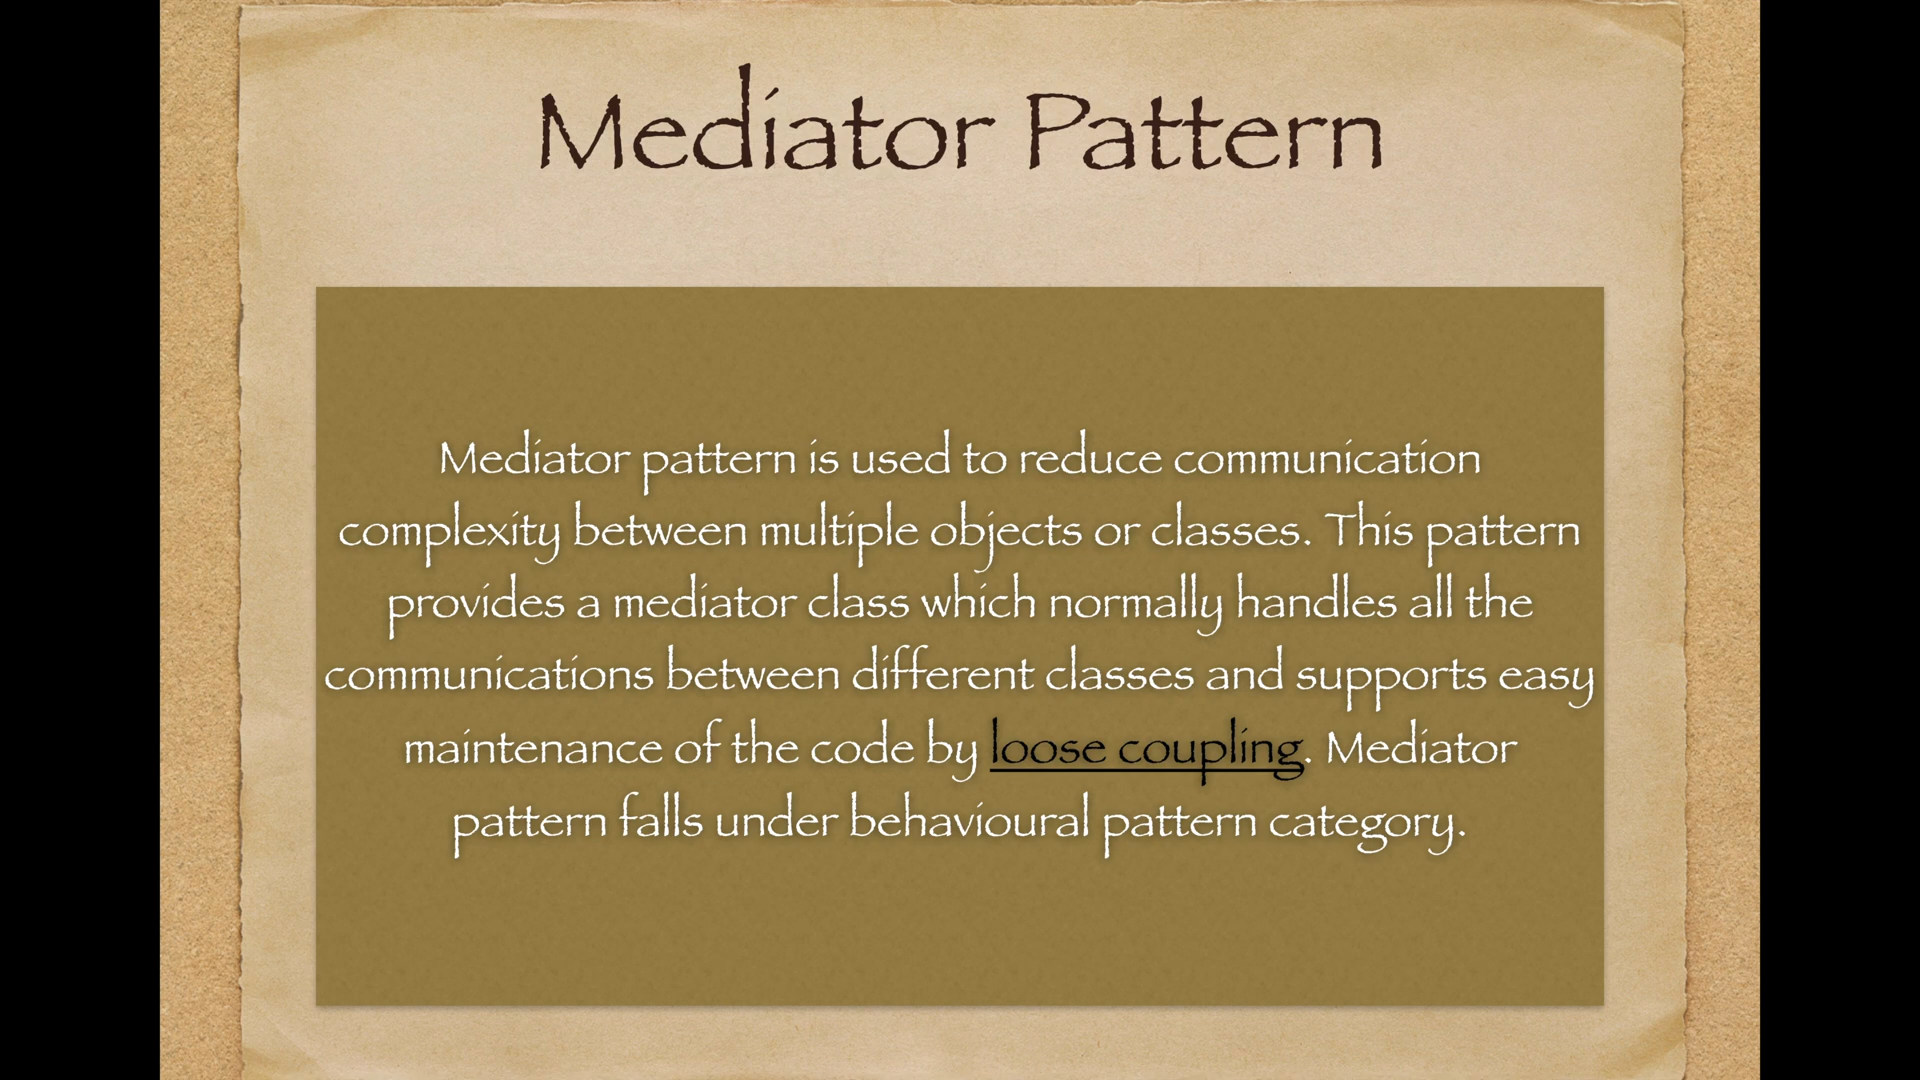 Mediator Pattern
Mediator pattern is used to reduce communication
complexity between multiple objects or classes. This pattern
provides a mediator class which normally handles all the
communications between different classes and supports easy
maintenance of the code by loose coupling. Mediator
pattern falls under behavioural pattern category.